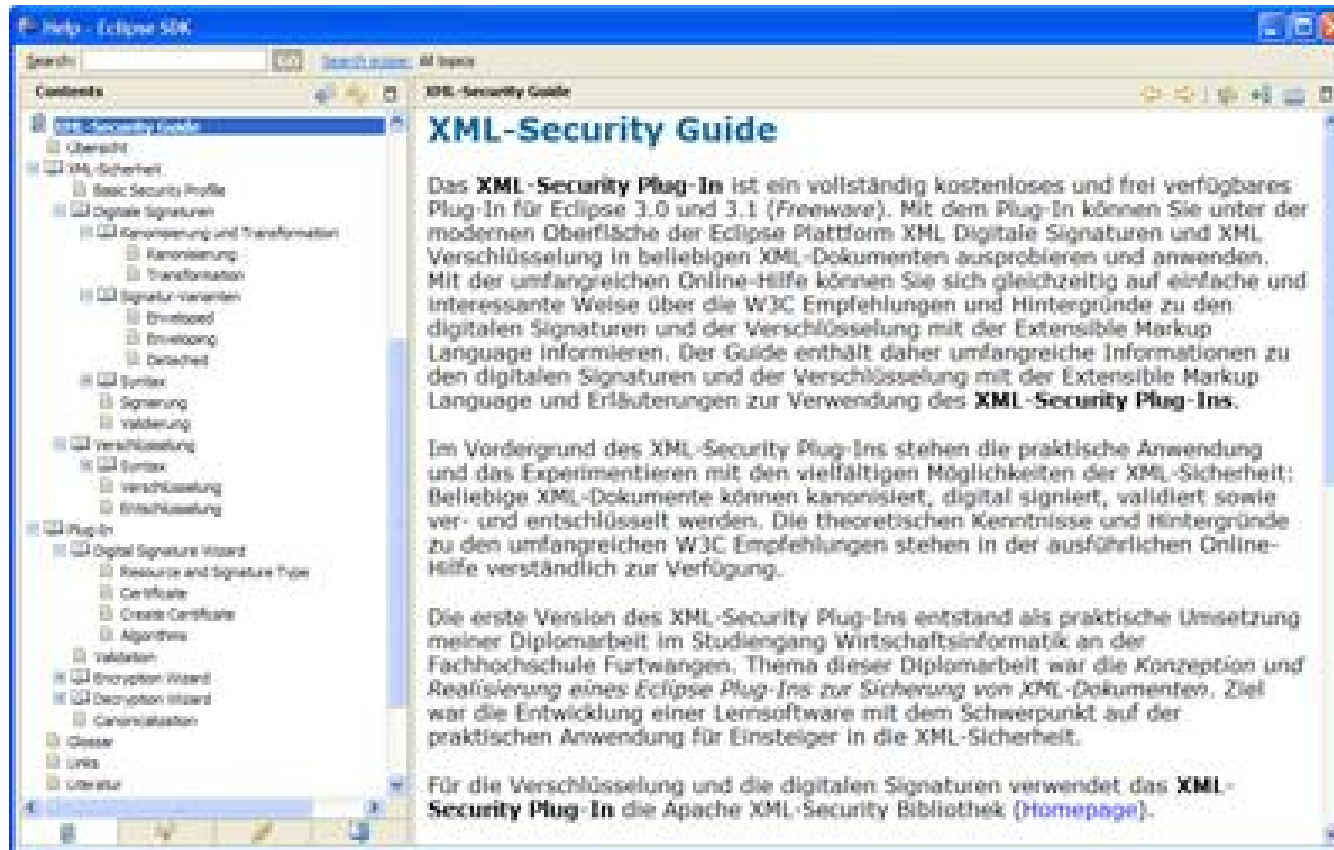 Help - Eclipse SDK
Search:
Search scope: All topics
Contents
XML-Security Guide
XML-Security Guide
Übersicht
XML-Sicherheit
Basic Security Profile
Digitale Signaturen
Kanonisierung und Transformation
Kanonisierung
Transformation
Signatur-Varianten
Enveloped
Enveloping
Detached
Syntax
Signierung
Validierung
Verschlüsselung
Syntax
Verschlüsselung
Entschlüsselung
Plug-In
Digital Signature Wizard
Resource and Signature Type
Certificate
Create Certificate
Algorithms
Validation
Encryption Wizard
Decryption Wizard
Canonicalization
Glossar
Links
Literatur
XML-Security Guide
Das XML-Security Plug-In ist ein vollständig kostenloses und frei verfügbares
Plug-In für Eclipse 3.0 und 3.1 (Freeware). Mit dem Plug-In können Sie unter der
modernen Oberfläche der Eclipse Plattform XML Digitale Signaturen und XML
Verschlüsselung in beliebigen XML-Dokumenten ausprobieren und anwenden.
Mit der umfangreichen Online-Hilfe können Sie sich gleichzeitig auf einfache und
interessante Weise über die W3C Empfehlungen und Hintergründe zu den
digitalen Signaturen und der Verschlüsselung mit der Extensible Markup
Language informieren. Der Guide enthält daher umfangreiche Informationen zu
den digitalen Signaturen und der Verschlüsselung mit der Extensible Markup
Language und Erläuterungen zur Verwendung des XML-Security Plug-Ins.
Im Vordergrund des XML-Security Plug-Ins stehen die praktische Anwendung
und das Experimentieren mit den vielfältigen Möglichkeiten der XML-Sicherheit:
Beliebige XML-Dokumente können kanonisiert, digital signiert, validiert sowie
ver- und entschlüsselt werden. Die theoretischen Kenntnisse und Hintergründe
zu den umfangreichen W3C Empfehlungen stehen in der ausführlichen Online-
Hilfe verständlich zur Verfügung.
Die erste Version des XML-Security Plug-Ins entstand als praktische Umsetzung
meiner Diplomarbeit im Studiengang Wirtschaftsinformatik an der
Fachhochschule Furtwangen. Thema dieser Diplomarbeit war die Konzeption und
Realisierung eines Eclipse Plug-Ins zur Sicherung von XML-Dokumenten. Ziel
war die Entwicklung einer Lernsoftware mit dem Schwerpunkt auf der
praktischen Anwendung für Einsteiger in die XML-Sicherheit.
Für die Verschlüsselung und die digitalen Signaturen verwendet das XML-
Security Plug-In die Apache XML-Security Bibliothek (Homepage).